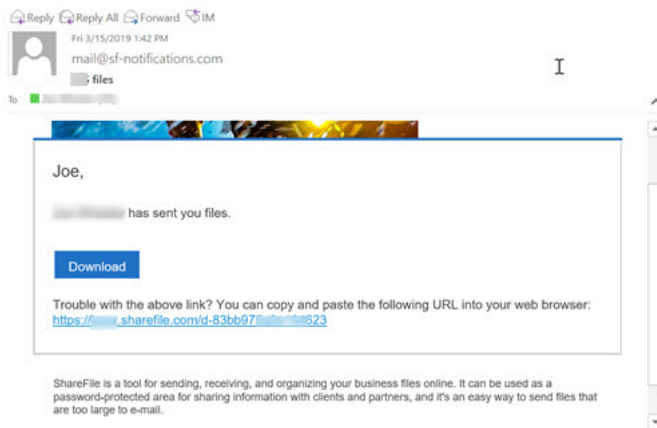 Reply Reply All Forward IM
Fri 3/15/2019 1:42 PM
mail@sf-notifications.com
files
To
Joe,
has sent you files.
Download
Trouble with the above link? You can copy and paste the following URL into your web browser:
https:// .sharefile.com/d-83bb97 623
ShareFile is a tool for sending, receiving, and organizing your business files online. It can be used as a
password-protected area for sharing information with clients and partners, and it's an easy way to send files that
are too large to e-mail.